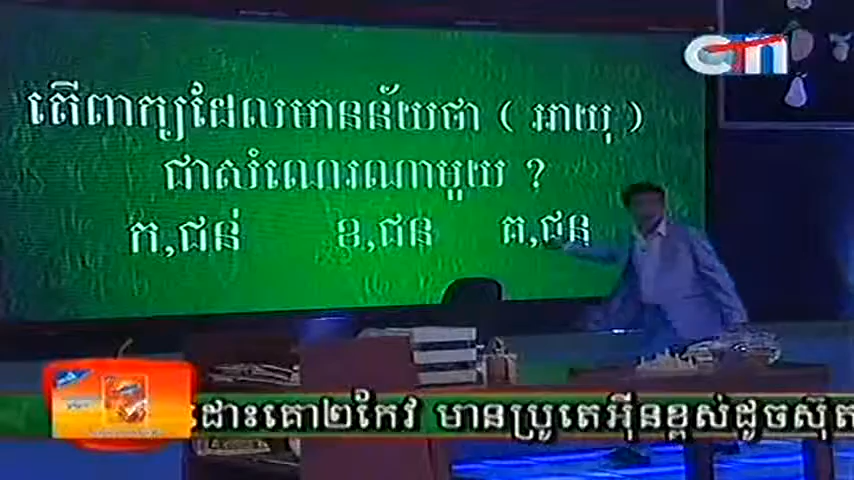 CTN
តើពាក្យដែលមានន័យថា ( អាយុ )
ជាសំណេរណាមួយ ?
ក,ជន់ ខ,ជន គ,ជន្ម
ដោះគោ២កែវ មានប្រូតេអ៊ីនខ្ពស់ដូចស៊ុត